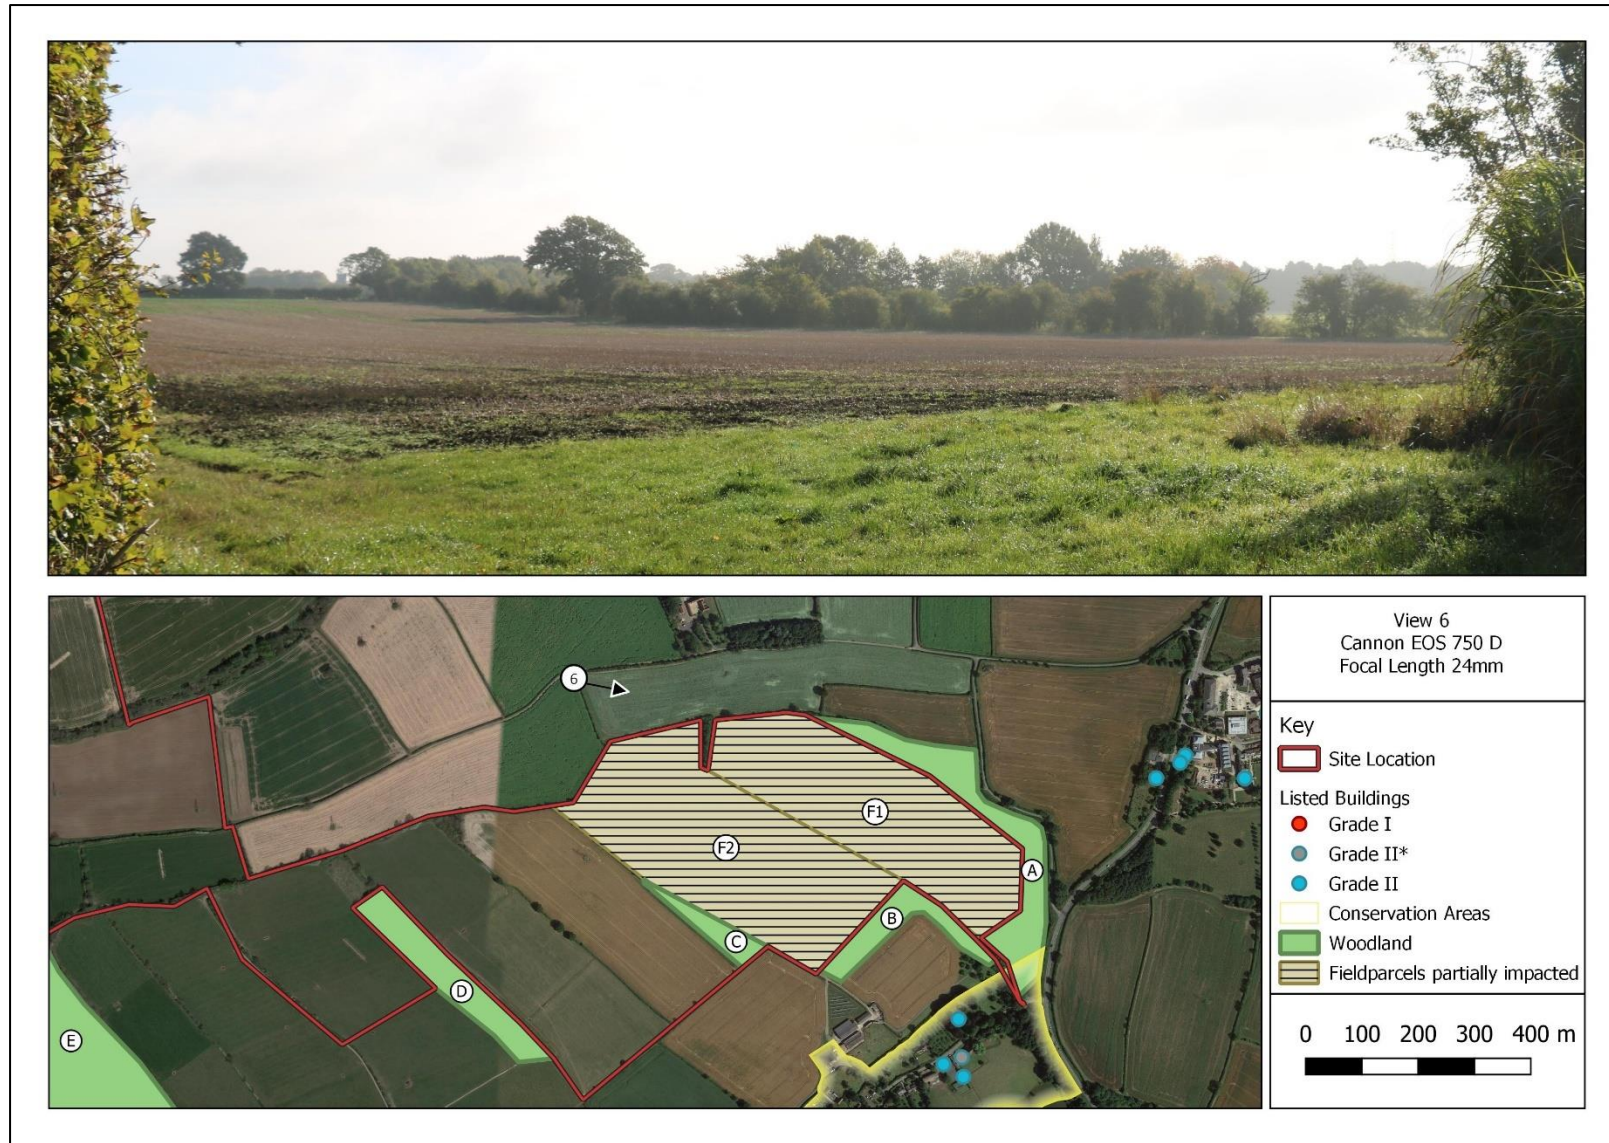 View 6
Cannon EOS 750 D
Focal Length 24mm
6
Key
Site Location
Listed Buildings
Grade I
Grade II*
Grade II
Conservation Areas
Woodland
Fieldparcels partially impacted
0 100 200 300 400 m
F1
F2
A
B
C
D
E